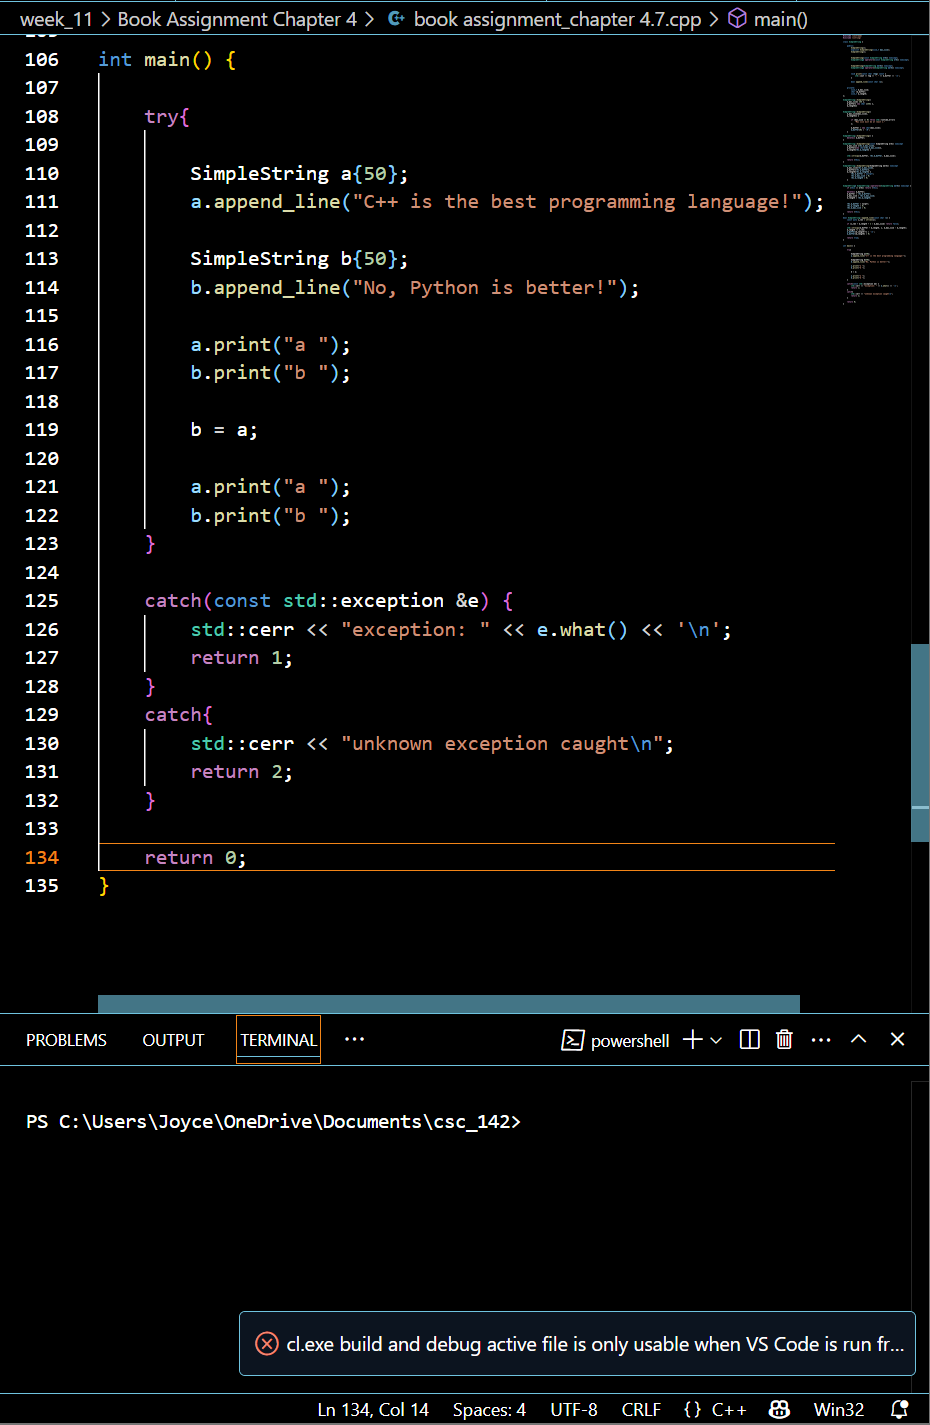 week_11 > Book Assignment Chapter 4 > book assignment_chapter 4.7.cpp > main()
106 int main() {
107
108     try{
109
110         SimpleString a{50};
111         a.append_line("C++ is the best programming language!");
112
113         SimpleString b{50};
114         b.append_line("No, Python is better!");
115
116         a.print("a ");
117         b.print("b ");
118
119         b = a;
120
121         a.print("a ");
122         b.print("b ");
123     }
124
125     catch(const std::exception &e) {
126         std::cerr << "exception: " << e.what() << '\n';
127         return 1;
128     }
129     catch{
130         std::cerr << "unknown exception caught\n";
131         return 2;
132     }
133
134     return 0;
135 }
PROBLEMS OUTPUT TERMINAL ··· powershell
PS C:\Users\Joyce\OneDrive\Documents\csc_142>
cl.exe build and debug active file is only usable when VS Code is run fr...
Ln 134, Col 14 Spaces: 4 UTF-8 CRLF {} C++ Win32